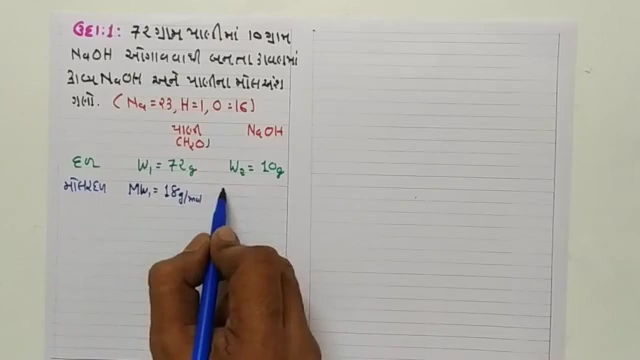 ઉદા:1: 72 ગ્રામ પાણીમાં 10 ગ્રામ
NaOH ઓગાળવાથી બનતા દ્રાવણમાં
દ્રાવ્ય NaOH અને પાણીના મોલઅંશ
ગણો. (Na=23, H=1, O=16)
પાણી NaOH
(H₂O)
દળ W₁ = 72g W₂ = 10g
મોલરદળ MW₁ = 18g/mol